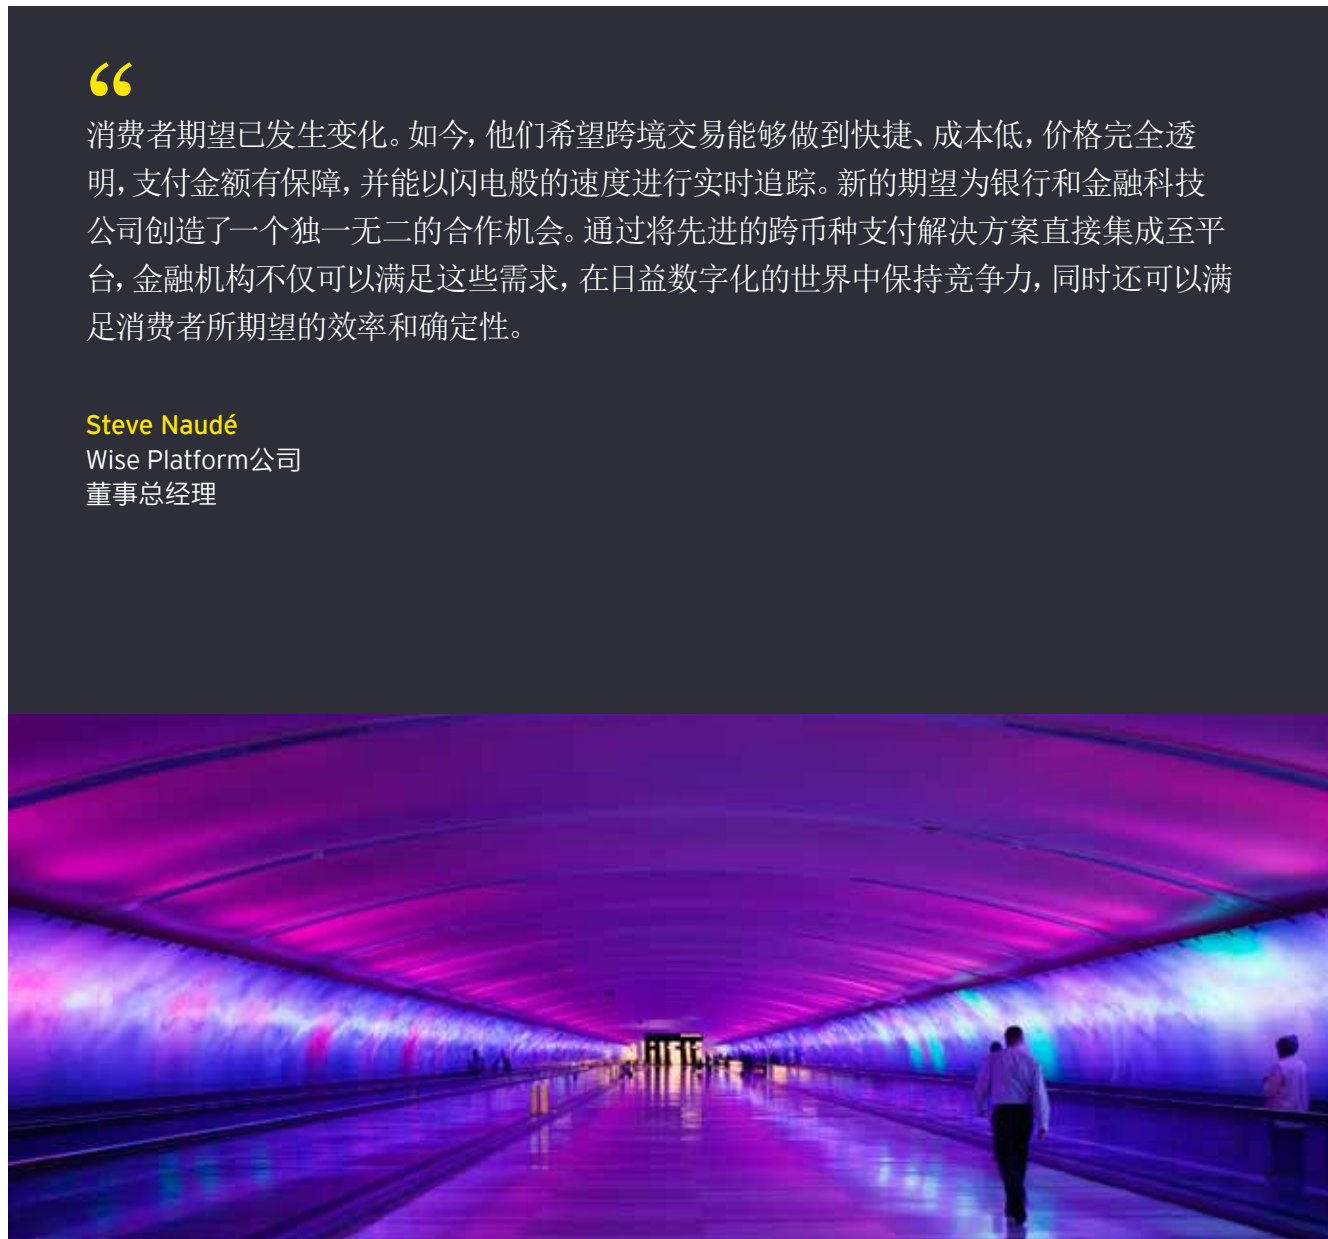 “
消费者期望已发生变化。如今，他们希望跨境交易能够做到快捷、成本低，价格完全透
明，支付金额有保障，并能以闪电般的速度进行实时追踪。新的期望为银行和金融科技
公司创造了一个独一无二的合作机会。通过将先进的跨币种支付解决方案直接集成至平
台，金融机构不仅可以满足这些需求，在日益数字化的世界中保持竞争力，同时还可以满
足消费者所期望的效率和确定性。
Steve Naudé
Wise Platform公司
董事总经理